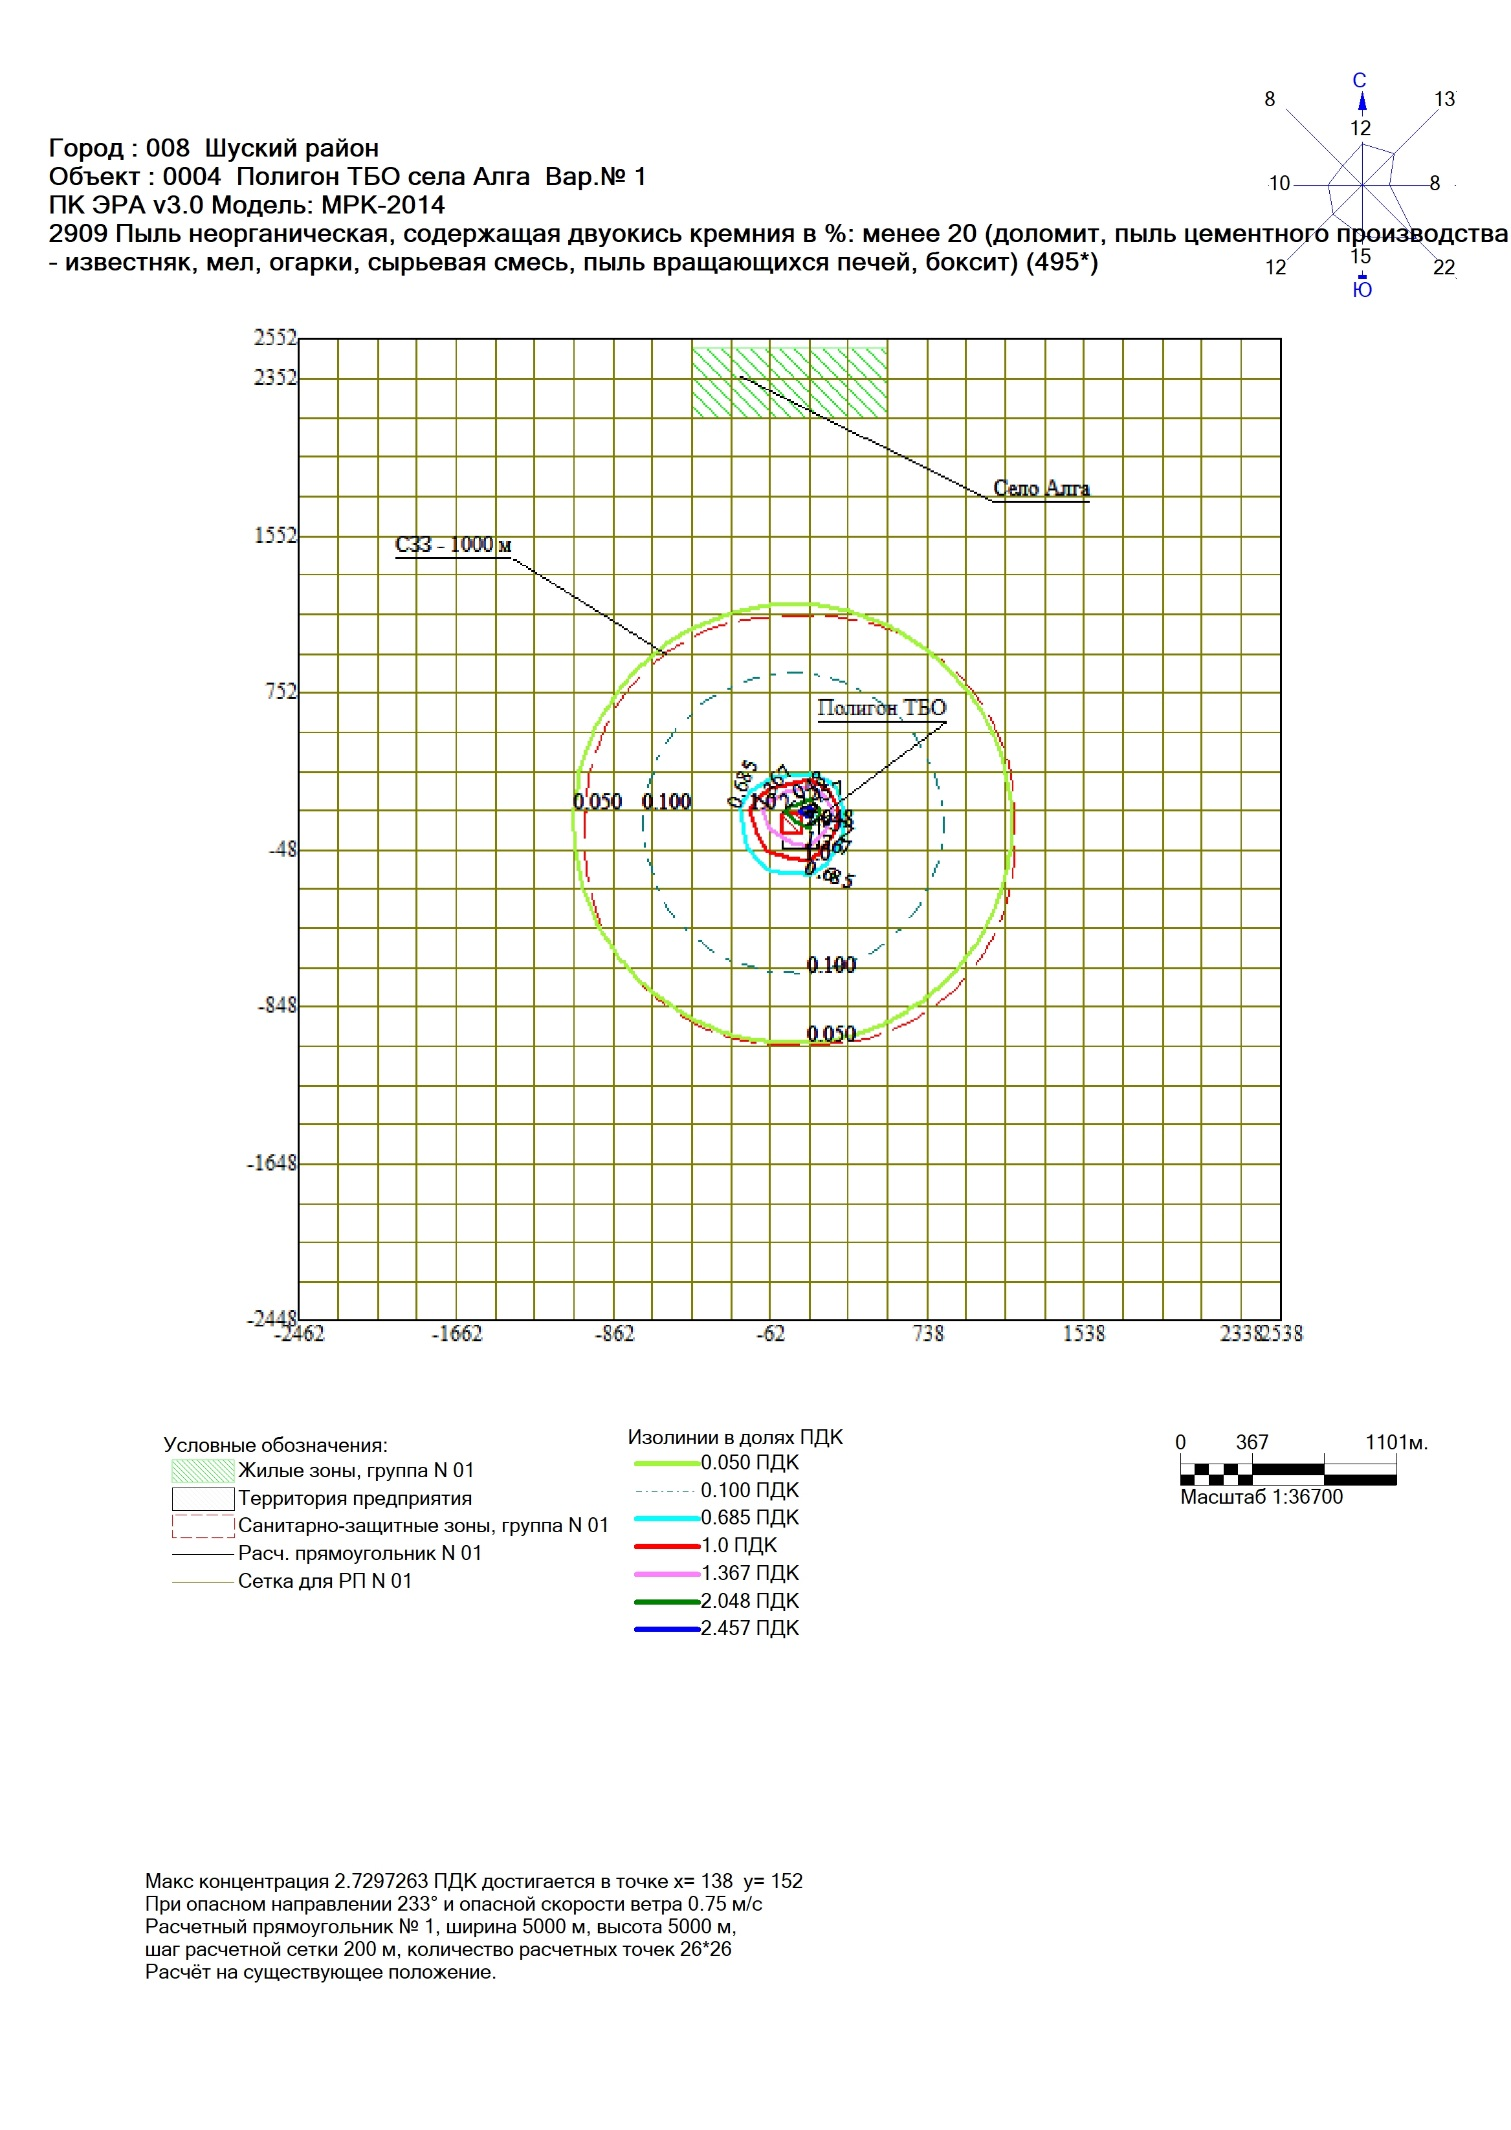 С
8
13
12
10
8
12
15
22
Ю
Город : 008 Шуский район
Объект : 0004 Полигон ТБО села Алга Вар.№ 1
ПК ЭРА v3.0 Модель: МРК-2014
2909 Пыль неорганическая, содержащая двуокись кремния в %: менее 20 (доломит, пыль цементного производства
- известняк, мел, огарки, сырьевая смесь, пыль вращающихся печей, боксит) (495*)
2552
2352
Село Алга
1552
СЗЗ - 1000 м
752
Полигон ТБО
0.685
0.050
0.100
-48
0.685
0.100
-848
0.050
-1648
-2448
-2462
-1662
-862
-62
738
1538
2338
2538
Условные обозначения:
Жилые зоны, группа N 01
Территория предприятия
Санитарно-защитные зоны, группа N 01
Расч. прямоугольник N 01
Сетка для РП N 01
Изолинии в долях ПДК
0.050 ПДК
0.100 ПДК
0.685 ПДК
1.0 ПДК
1.367 ПДК
2.048 ПДК
2.457 ПДК
0 367 1101м.
Масштаб 1:36700
Макс концентрация 2.7297263 ПДК достигается в точке x= 138 y= 152
При опасном направлении 233° и опасной скорости ветра 0.75 м/с
Расчетный прямоугольник № 1, ширина 5000 м, высота 5000 м,
шаг расчетной сетки 200 м, количество расчетных точек 26*26
Расчёт на существующее положение.